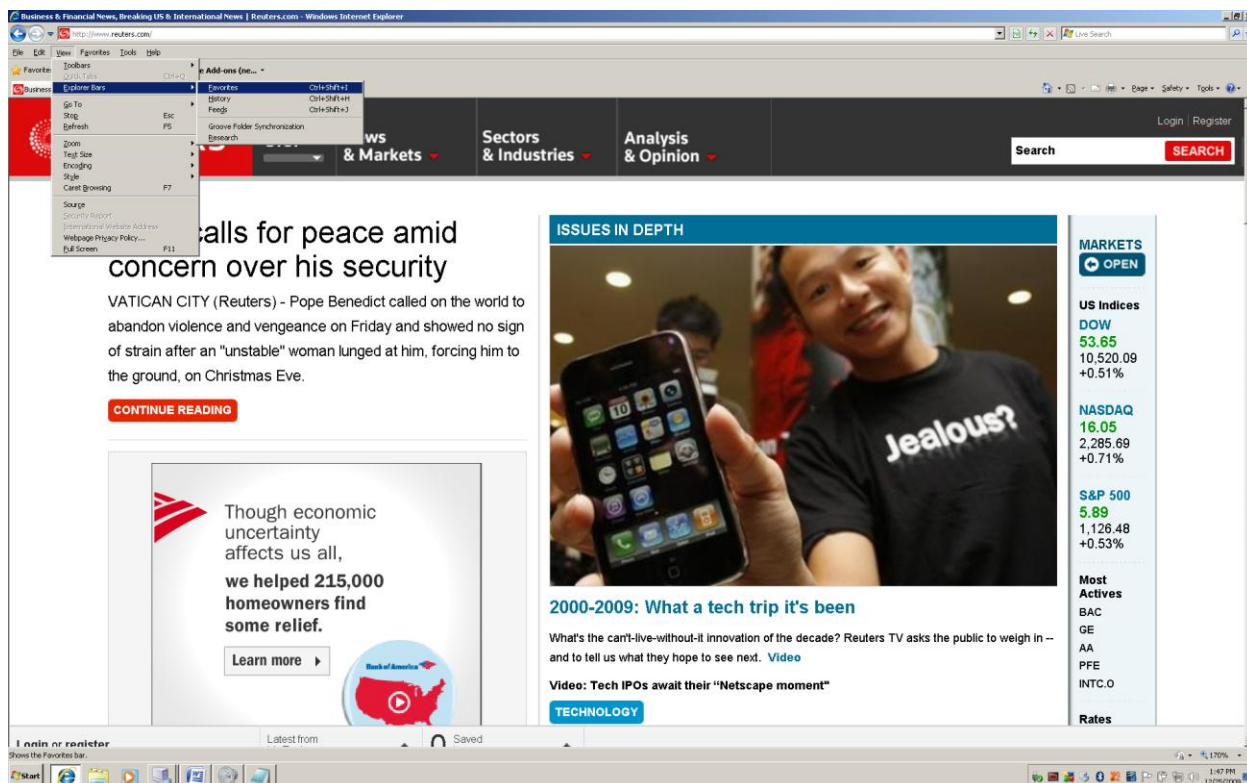 Business & Financial News, Breaking US & International News | Reuters.com - Windows Internet Explorer
http://www.reuters.com/
Live Search
File Edit View Favorites Tools Help
Favorites
Add-ons (ne...
Business
Page Safety Tools
Toolbars
Quick Tabs Ctrl+Q
Explorer Bars
Go To
Stop Esc
Refresh F5
Zoom
Text Size
Encoding
Style
Caret Browsing F7
Source
Security Report
International Website Address
Webpage Privacy Policy...
Full Screen F11
Favorites Ctrl+Shift+I
History Ctrl+Shift+H
Feeds Ctrl+Shift+J
Groove Folder Synchronization
Research
& Markets
Sectors
& Industries
Analysis
& Opinion
Login | Register
Search SEARCH
calls for peace amid
concern over his security
VATICAN CITY (Reuters) - Pope Benedict called on the world to
abandon violence and vengeance on Friday and showed no sign
of strain after an "unstable" woman lunged at him, forcing him to
the ground, on Christmas Eve.
CONTINUE READING
Though economic
uncertainty
affects us all,
we helped 215,000
homeowners find
some relief.
Learn more
Bank of America
ISSUES IN DEPTH
Jealous?
2000-2009: What a tech trip it's been
What's the can't-live-without-it innovation of the decade? Reuters TV asks the public to weigh in --
and to tell us what they hope to see next. Video
Video: Tech IPOs await their “Netscape moment"
TECHNOLOGY
MARKETS
OPEN
US Indices
DOW
53.65
10,520.09
+0.51%
NASDAQ
16.05
2,285.69
+0.71%
S&P 500
5.89
1,126.48
+0.53%
Most
Actives
BAC
GE
AA
PFE
INTC.O
Rates
Login or register
Latest from
0 Saved
Shows the Favorites bar.
170%
Start
1:47 PM
12/25/2009